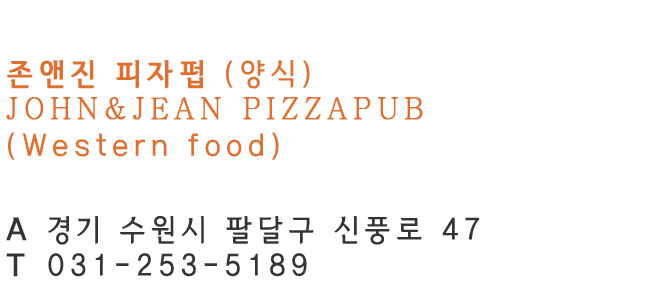 존앤진 피자펍 (양식)
JOHN&JEAN PIZZAPUB
(Western food)
A 경기 수원시 팔달구 신풍로 47
T 031-253-5189